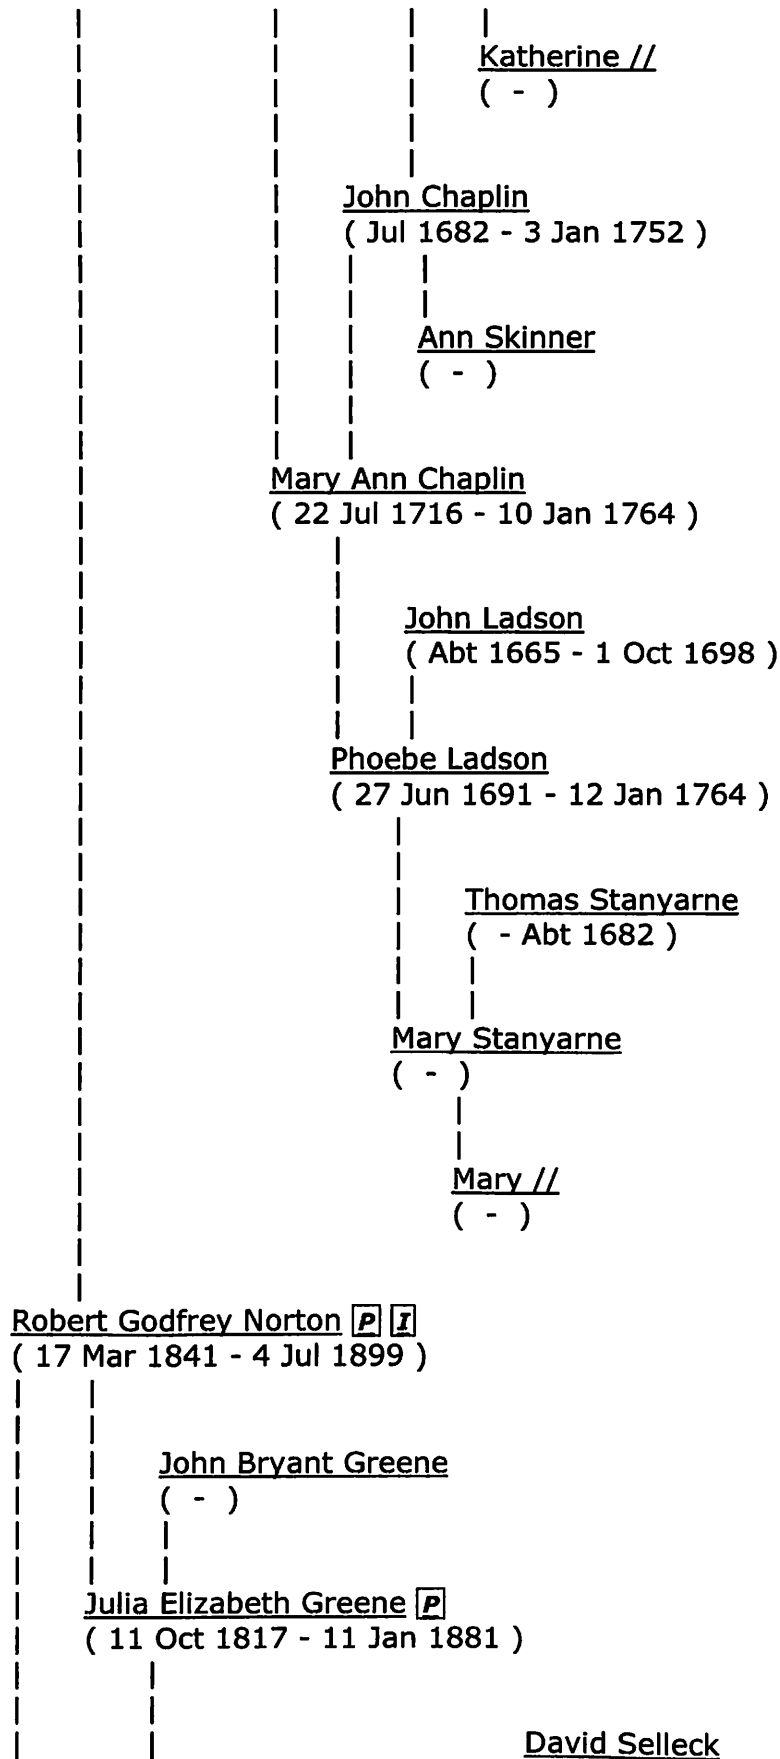 Katherine //
( - )
John Chaplin
( Jul 1682 - 3 Jan 1752 )
Ann Skinner
( - )
Mary Ann Chaplin
( 22 Jul 1716 - 10 Jan 1764 )
John Ladson
( Abt 1665 - 1 Oct 1698 )
Phoebe Ladson
( 27 Jun 1691 - 12 Jan 1764 )
Thomas Stanyarne
( - Abt 1682 )
Mary Stanyarne
( - )
Mary //
( - )
Robert Godfrey Norton P I
( 17 Mar 1841 - 4 Jul 1899 )
John Bryant Greene
( - )
Julia Elizabeth Greene P
( 11 Oct 1817 - 11 Jan 1881 )
David Selleck